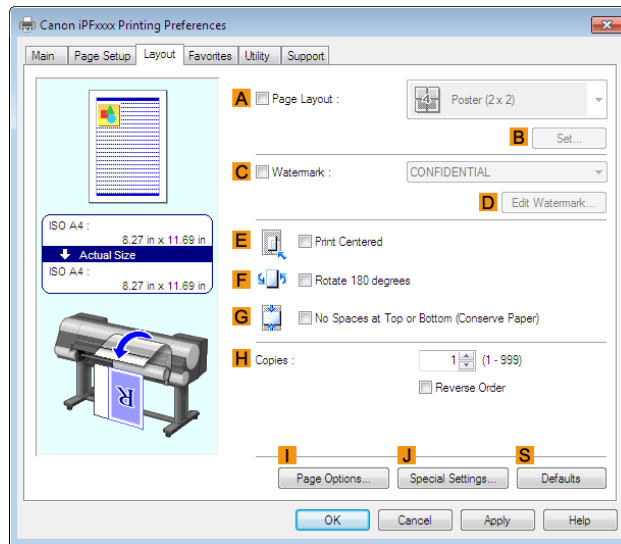 Canon iPFxxxx Printing Preferences
Main Page Setup Layout Favorites Utility Support
A Page Layout : 4 Poster (2 x 2)
B Set...
C Watermark : CONFIDENTIAL
D Edit Watermark...
ISO A4 :
8.27 in x 11.69 in
Actual Size
ISO A4 :
8.27 in x 11.69 in
R
E Print Centered
F Rotate 180 degrees
G No Spaces at Top or Bottom (Conserve Paper)
H Copies : 1 (1 - 999)
Reverse Order
I J S
Page Options... Special Settings... Defaults
OK Cancel Apply Help